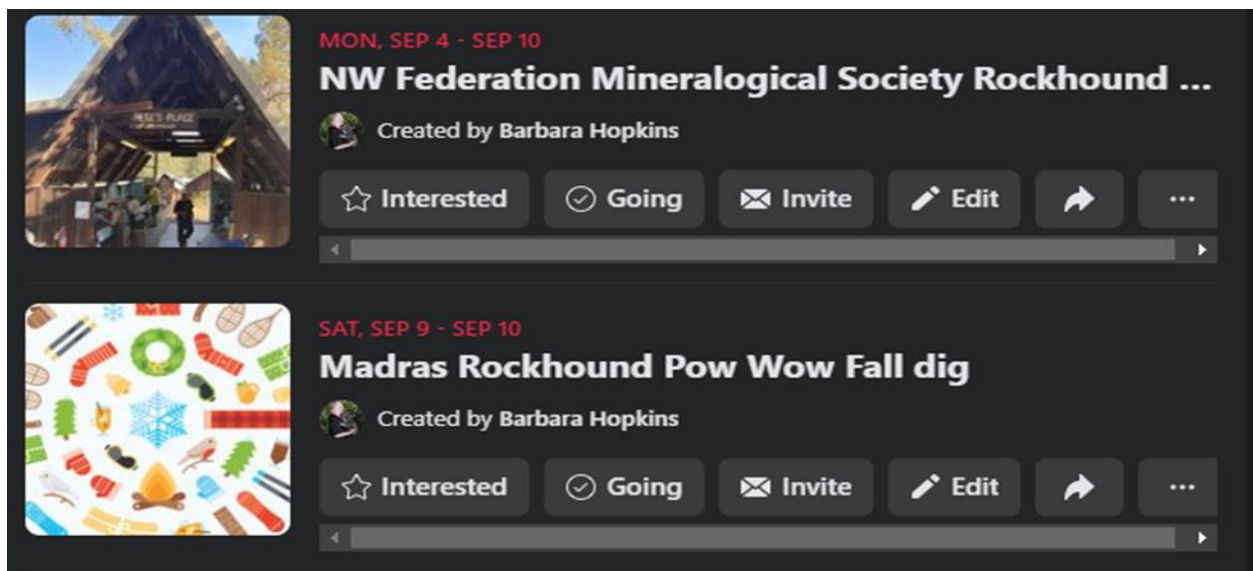 MON, SEP 4 - SEP 10
NW Federation Mineralogical Society Rockhound ...
Created by Barbara Hopkins
Interested Going Invite Edit ...
SAT, SEP 9 - SEP 10
Madras Rockhound Pow Wow Fall dig
Created by Barbara Hopkins
Interested Going Invite Edit ...